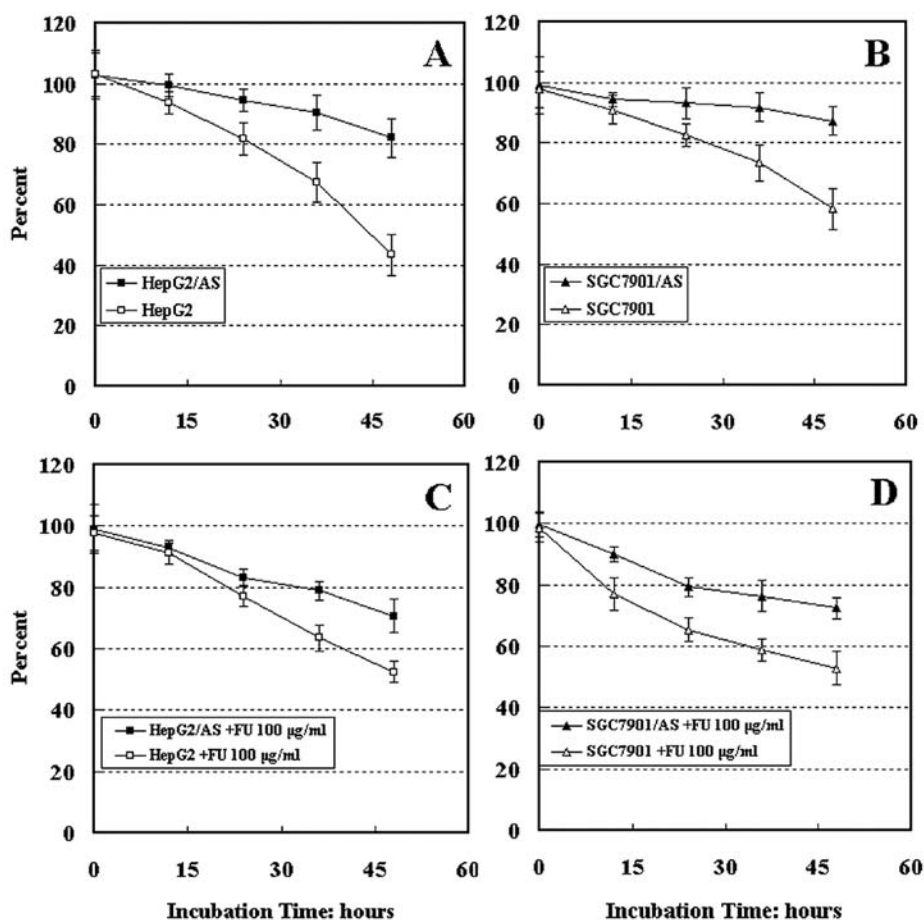 120
100
80
60
40
20
0
Percent
A
HepG2/AS
HepG2
0 15 30 45 60
120
100
80
60
40
20
0
B
SGC7901/AS
SGC7901
0 15 30 45 60
120
100
80
60
40
20
0
Percent
C
HepG2/AS +FU 100 µg/ml
HepG2 +FU 100 µg/ml
0 15 30 45 60
Incubation Time: hours
120
100
80
60
40
20
0
D
SGC7901/AS +FU 100 µg/ml
SGC7901 +FU 100 µg/ml
0 15 30 45 60
Incubation Time: hours